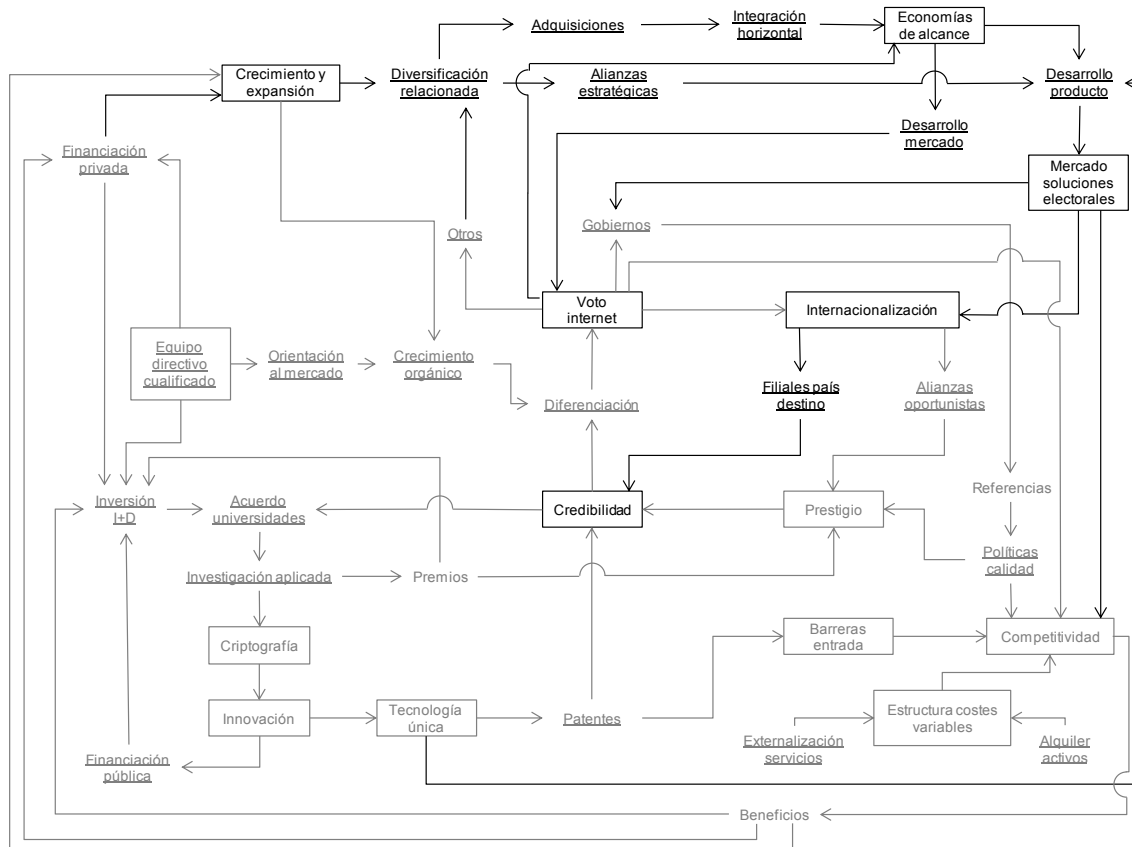 Adquisiciones
Integración
horizontal
Economías
de alcance
Crecimiento y
expansión
Diversificación
relacionada
Alianzas
estratégicas
Desarrollo
producto
Desarrollo
mercado
Financiación
privada
Mercado
soluciones
electorales
Otros
Gobiernos
Voto
internet
Internacionalización
Equipo
directivo
cualificado
Orientación
al mercado
Crecimiento
orgánico
Diferenciación
Filiales país
destino
Alianzas
oportunistas
Inversión
I+D
Acuerdo
universidades
Credibilidad
Prestigio
Referencias
Investigación aplicada
Premios
Políticas
calidad
Criptografía
Barreras
entrada
Competitividad
Innovación
Tecnología
única
Patentes
Estructura costes
variables
Financiación
pública
Externalización
servicios
Alquiler
activos
Beneficios